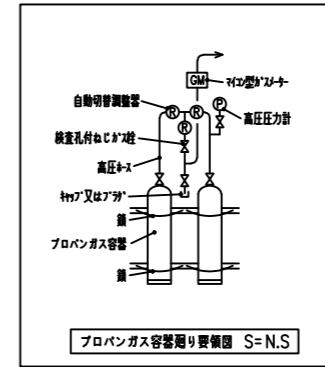 GM
マイコン型ガスメーター
自動切替調整器
R
R
P
高圧圧力計
R
検査孔付ねじガス栓
高圧ホース
キャップ又はプラグ
鎖
プロパンガス容器
鎖
プロパンガス容器廻り要領図 S=N.S